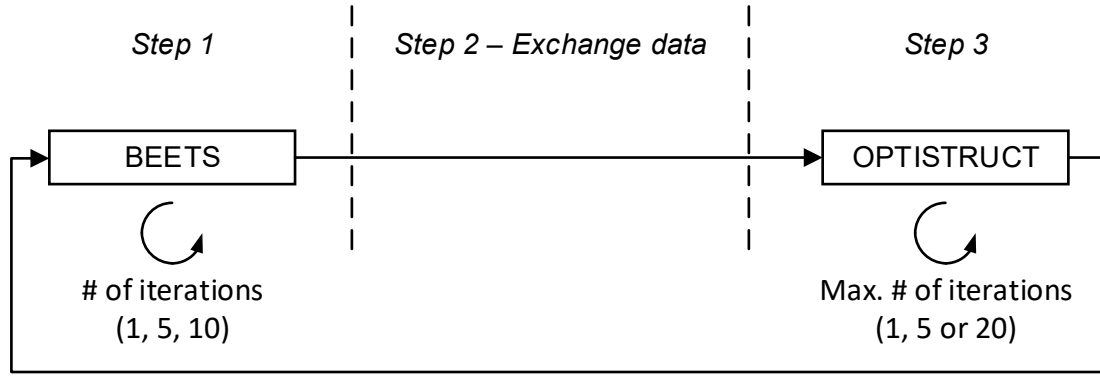 Step 1
Step 2 – Exchange data
Step 3
BEETS
OPTISTRUCT
# of iterations
(1, 5, 10)
Max. # of iterations
(1, 5 or 20)